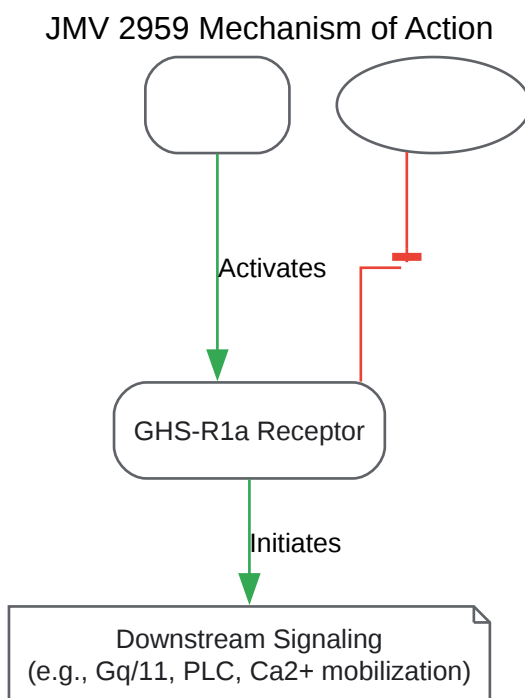 JMV 2959 Mechanism of Action
Activates
GHS-R1a Receptor
Initiates
Downstream Signaling
(e.g., Gq/11, PLC, Ca2+ mobilization)